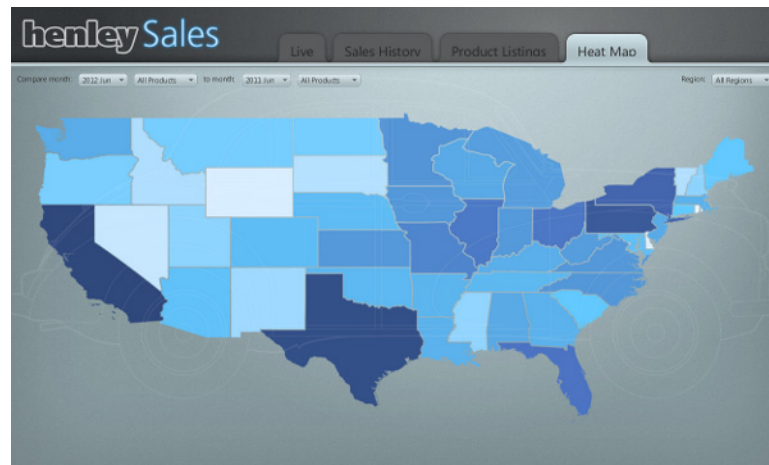 henley Sales
Live
Sales History
Product Listings
Heat Map
Compare month: 2012 Jun All Products to month: 2011 Jun All Products Region: All Regions